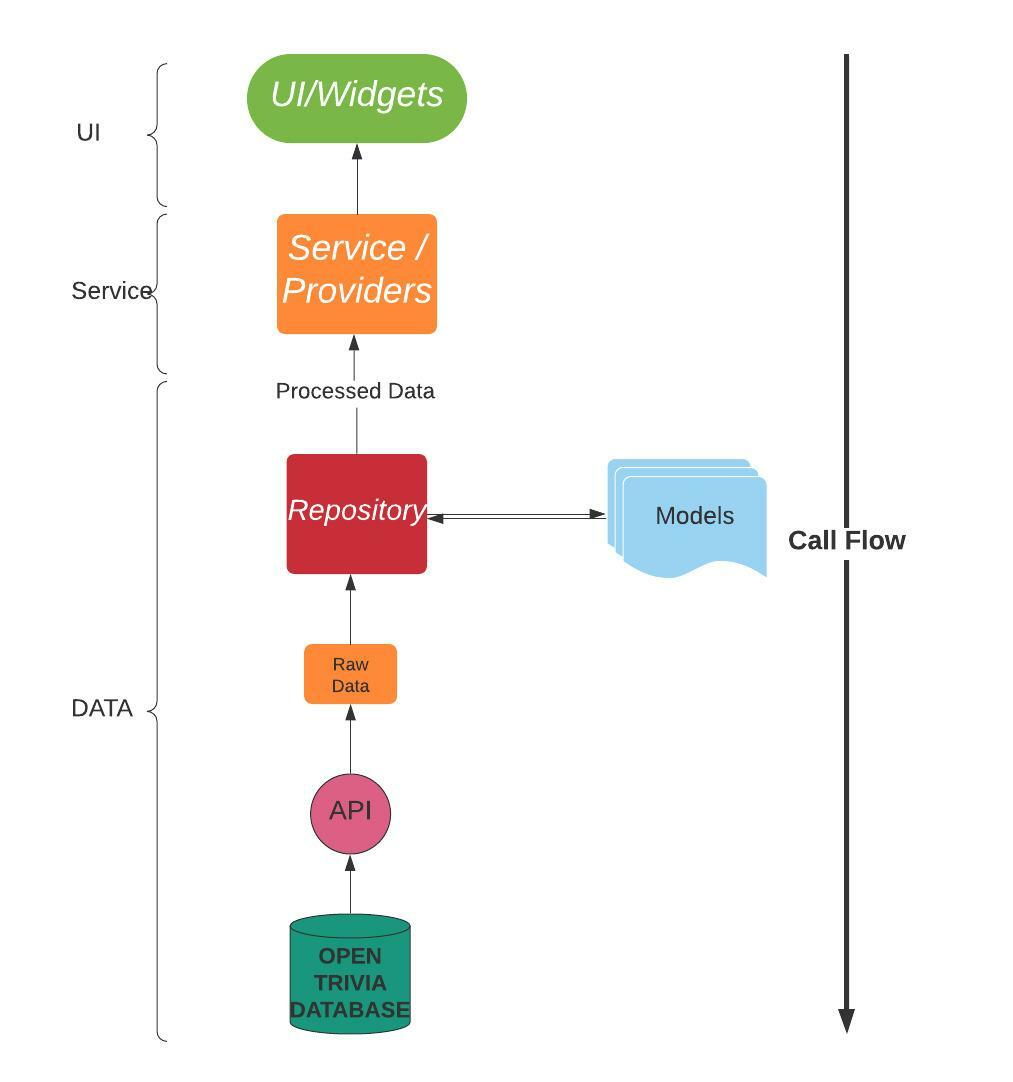 UI/Widgets
UI
Service /
Providers
Service
Processed Data
Repository
Models
Call Flow
Raw
Data
DATA
API
OPEN
TRIVIA
DATABASE